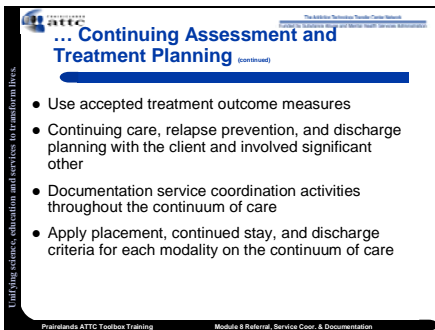 PRAIRIELANDS
attc
The Addiction Technology Transfer Center Network
Funded by Substance Abuse and Mental Health Services Administration
… Continuing Assessment and
Treatment Planning (continued)
Unifying science, education and services to transform lives.
● Use accepted treatment outcome measures
● Continuing care, relapse prevention, and discharge
planning with the client and involved significant
other
● Documentation service coordination activities
throughout the continuum of care
● Apply placement, continued stay, and discharge
criteria for each modality on the continuum of care
Prairelands ATTC Toolbox Training
Module 8 Referral, Service Coor. & Documentation